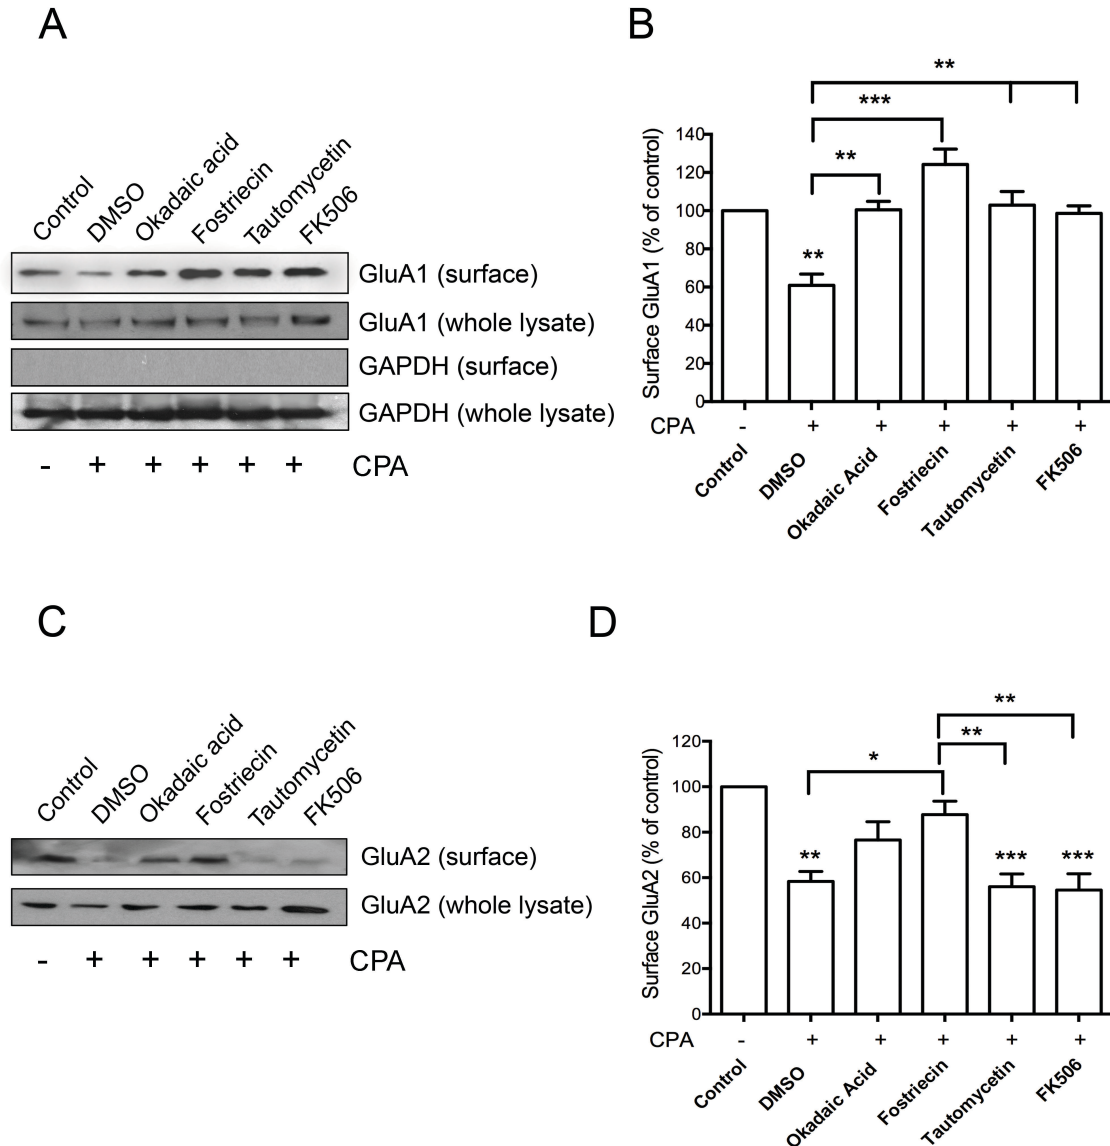 A
Control
DMSO
Okadaic acid
Fostriecin
Tautomycetin
FK506
GluA1 (surface)
GluA1 (whole lysate)
GAPDH (surface)
GAPDH (whole lysate)
- + + + + + CPA
B
**
***
**
**
Surface GluA1 (% of control)
140
120
100
80
60
40
20
0
CPA - + + + + +
Control
DMSO
Okadaic Acid
Fostriecin
Tautomycetin
FK506
C
Control
DMSO
Okadaic acid
Fostriecin
Tautomycetin
FK506
GluA2 (surface)
GluA2 (whole lysate)
- + + + + + CPA
D
**
**
*
** *** ***
Surface GluA2 (% of control)
120
100
80
60
40
20
0
CPA - + + + + +
Control
DMSO
Okadaic Acid
Fostriecin
Tautomycetin
FK506